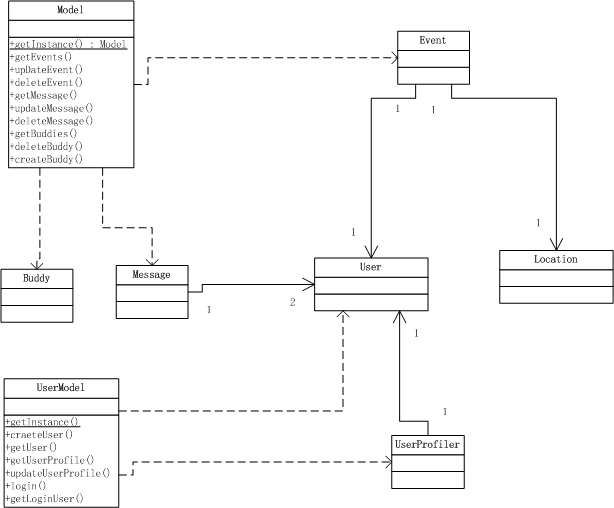 Model
+getInstance() : Model
+getEvents()
+upDateEvent()
+deleteEvent()
+getMessage()
+updateMessage()
+deleteMessage()
+getBuddies()
+deleteBuddy()
+createBuddy()
Event
1
1
1
1
Buddy
Message
User
Location
1
2
1
1
UserModel
+getInstance()
+craeteUser()
+getUser()
+getUserProfile()
+updateUserProfile()
+login()
+getLoginUser()
UserProfiler